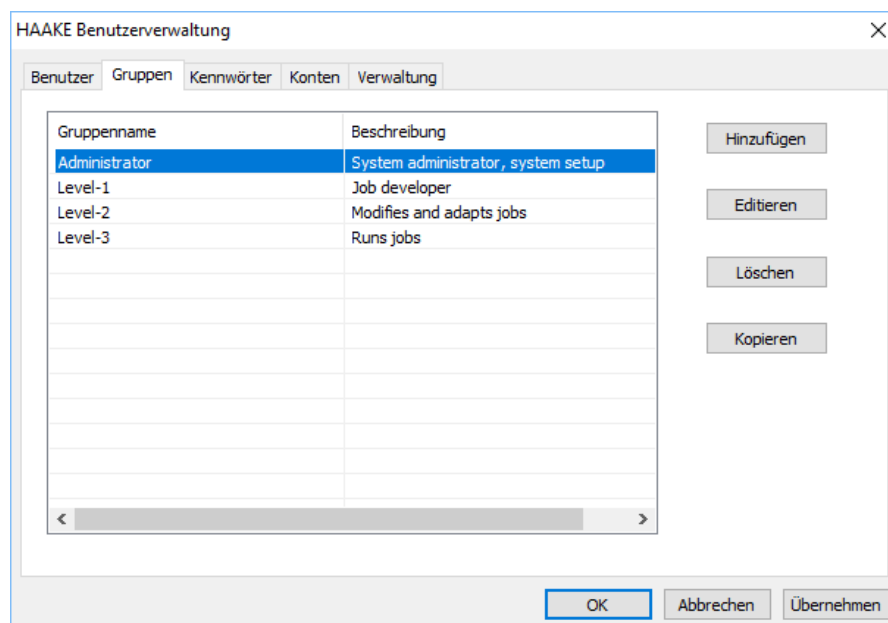 HAAKE Benutzerverwaltung
Benutzer Gruppen Kennwörter Konten Verwaltung
Gruppenname Beschreibung
Administrator System administrator, system setup
Level-1 Job developer
Level-2 Modifies and adapts jobs
Level-3 Runs jobs
Hinzufügen
Editieren
Löschen
Kopieren
OK Abbrechen Übernehmen